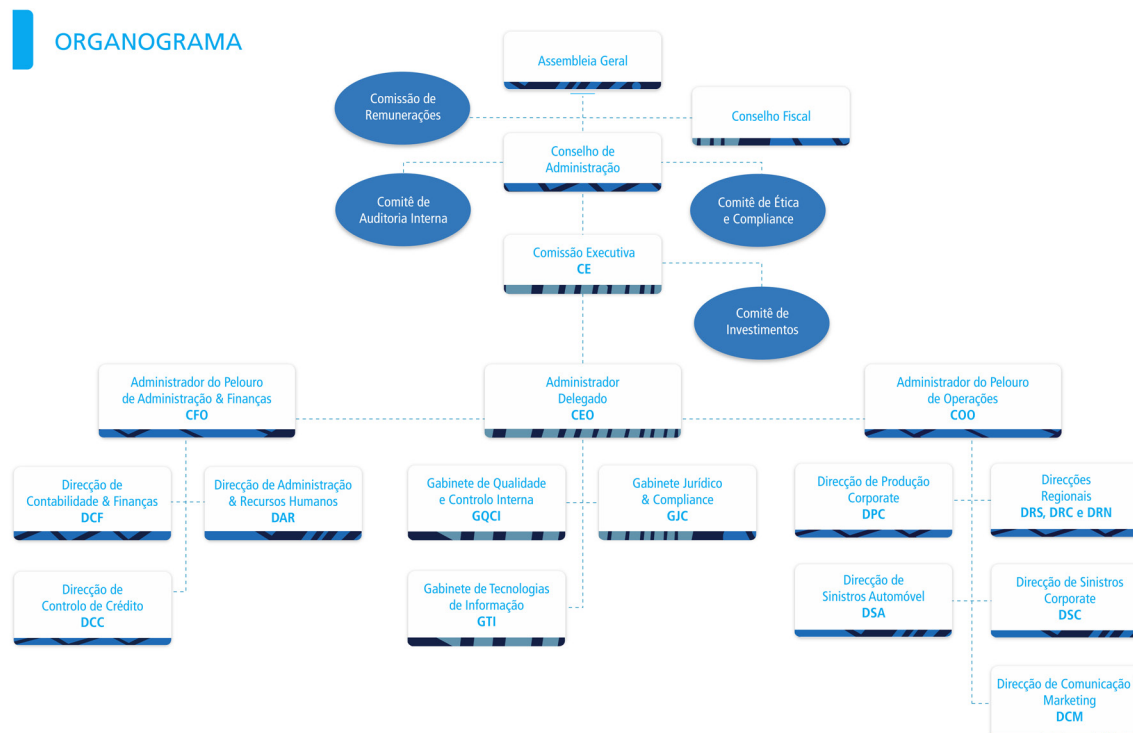 ORGANOGRAMA
Assembleia Geral
Comissão de
Remunerações
Conselho Fiscal
Conselho de
Administração
Comitê de
Auditoria Interna
Comitê de Ética
e Compliance
Comissão Executiva
CE
Comitê de
Investimentos
Administrador do Pelouro
de Administração & Finanças
CFO
Administrador
Delegado
CEO
Administrador do Pelouro
de Operações
COO
Direcção de
Contabilidade & Finanças
DCF
Direcção de Administração
& Recursos Humanos
DAR
Gabinete de Qualidade
e Controlo Interna
GQCI
Gabinete Jurídico
& Compliance
GJC
Direcção de Produção
Corporate
DPC
Direcções
Regionais
DRS, DRC e DRN
Direcção de
Controlo de Crédito
DCC
Gabinete de Tecnologias
de Informação
GTI
Direcção de
Sinistros Automóvel
DSA
Direcção de Sinistros
Corporate
DSC
Direcção de Comunicação
Marketing
DCM